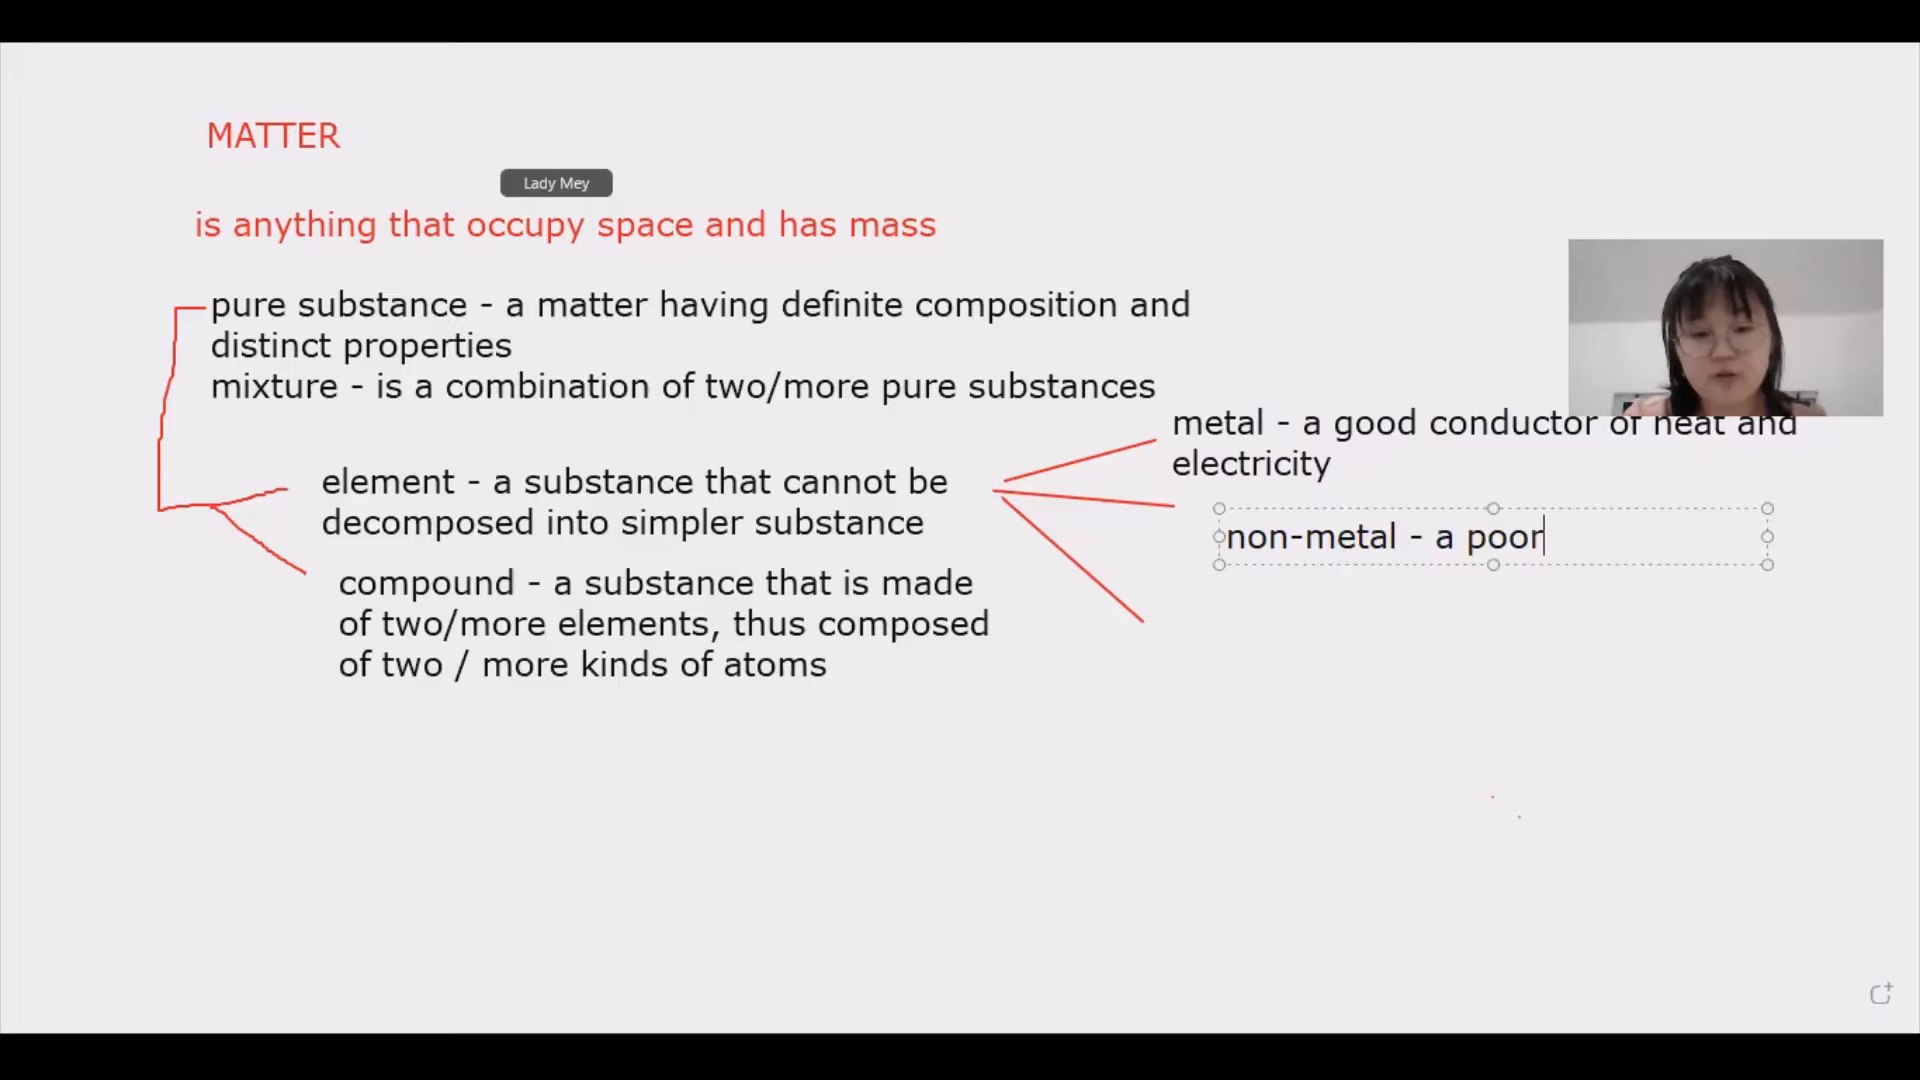 MATTER
Lady Mey
is anything that occupy space and has mass
pure substance - a matter having definite composition and
distinct properties
mixture - is a combination of two/more pure substances
metal - a good conductor of heat and
electricity
element - a substance that cannot be
decomposed into simpler substance
non-metal - a poor
compound - a substance that is made
of two/more elements, thus composed
of two / more kinds of atoms